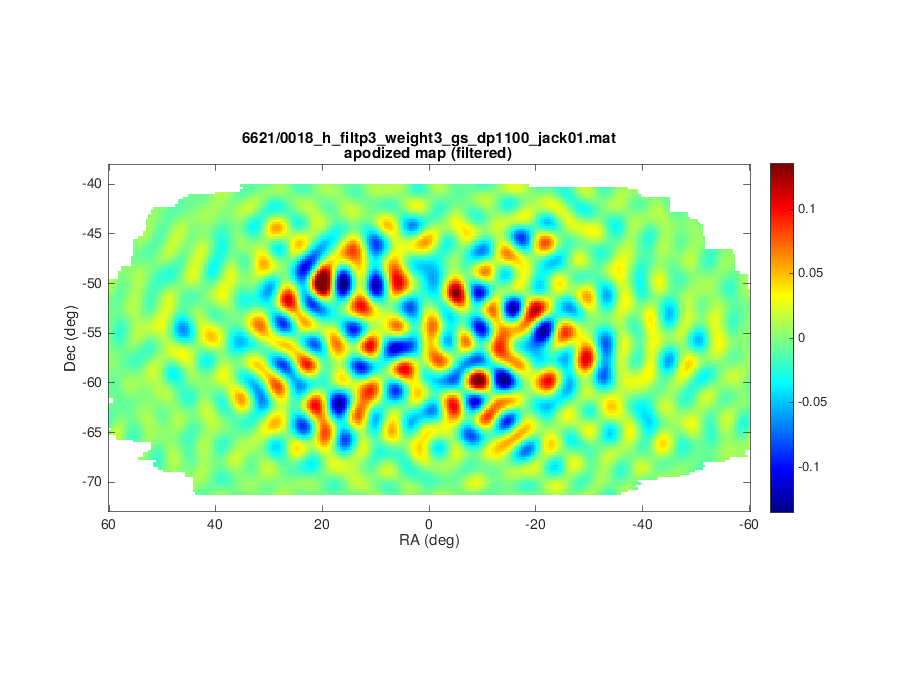 6621/0018_h_filtp3_weight3_gs_dp1100_jack01.mat
apodized map (filtered)
-40
-45
-50
-55
-60
-65
-70
Dec (deg)
60 40 20 0 -20 -40 -60
RA (deg)
0.1
0.05
0
-0.05
-0.1